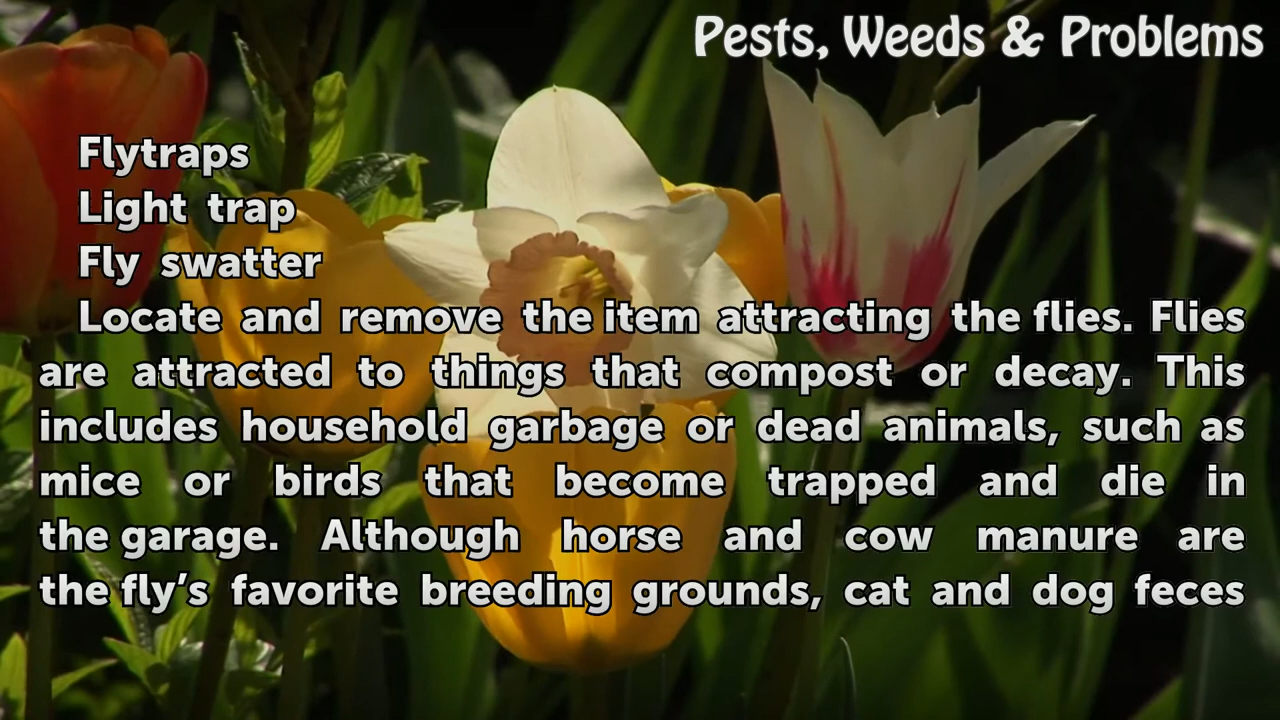 Pests, Weeds & Problems
Flytraps
Light trap
Fly swatter
Locate and remove the item attracting the flies. Flies
are attracted to things that compost or decay. This
includes household garbage or dead animals, such as
mice or birds that become trapped and die in
the garage. Although horse and cow manure are
the fly’s favorite breeding grounds, cat and dog feces